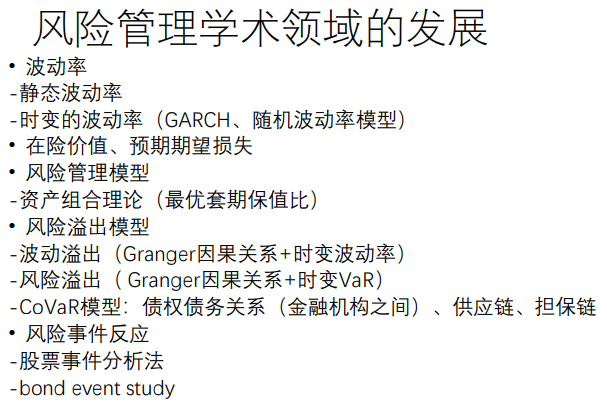 风险管理学术领域的发展
• 波动率
-静态波动率
-时变的波动率（GARCH、随机波动率模型）
• 在险价值、预期期望损失
• 风险管理模型
-资产组合理论（最优套期保值比）
• 风险溢出模型
-波动溢出（Granger因果关系+时变波动率）
-风险溢出（ Granger因果关系+时变VaR）
-CoVaR模型：债权债务关系（金融机构之间）、供应链、担保链
• 风险事件反应
-股票事件分析法
-bond event study